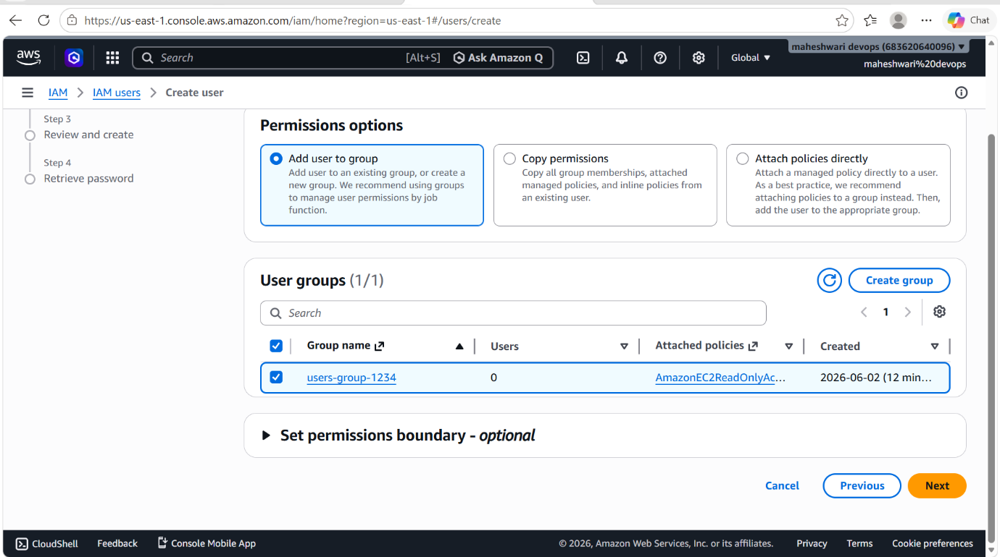 https://us-east-1.console.aws.amazon.com/iam/home?region=us-east-1#/users/create
Chat
aws
Search [Alt+S] Ask Amazon Q
Global
maheshwari devops (683620640096)
maheshwari%20devops
IAM > IAM users > Create user
Step 3
Review and create
Step 4
Retrieve password
Permissions options
Add user to group
Add user to an existing group, or create a
new group. We recommend using groups
to manage user permissions by job
function.
Copy permissions
Copy all group memberships, attached
managed policies, and inline policies from
an existing user.
Attach policies directly
Attach a managed policy directly to a user.
As a best practice, we recommend
attaching policies to a group instead. Then,
add the user to the appropriate group.
User groups (1/1)
Create group
Search
1
Group name Users Attached policies Created
users-group-1234 0 AmazonEC2ReadOnlyAc... 2026-06-02 (12 min...
Set permissions boundary - optional
Cancel Previous Next
CloudShell Feedback Console Mobile App © 2026, Amazon Web Services, Inc. or its affiliates. Privacy Terms Cookie preferences